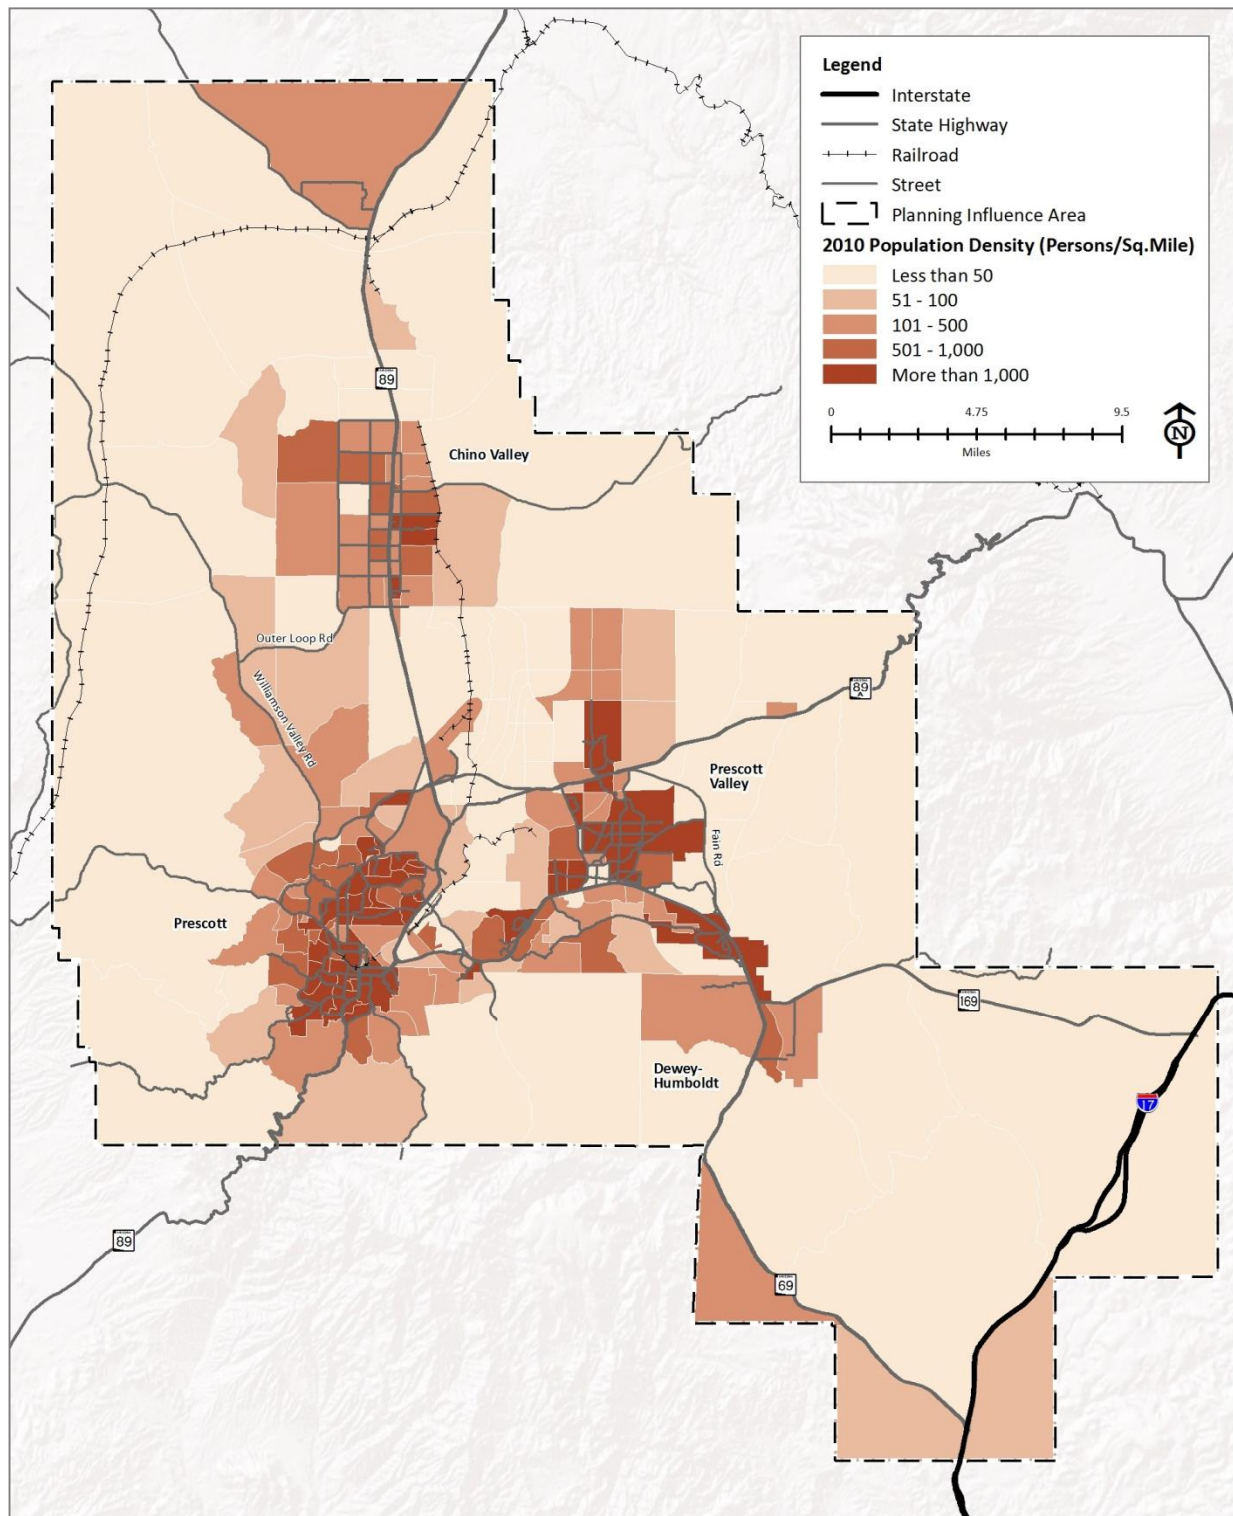 Legend
Interstate
State Highway
Railroad
Street
Planning Influence Area
2010 Population Density (Persons/Sq.Mile)
Less than 50
51 - 100
101 - 500
501 - 1,000
More than 1,000
0 4.75 9.5
Miles
N
89
Chino Valley
Outer Loop Rd
Williamson Valley Rd
89
A
Prescott
Valley
Fain Rd
Prescott
169
Dewey-
Humboldt
17
89
69